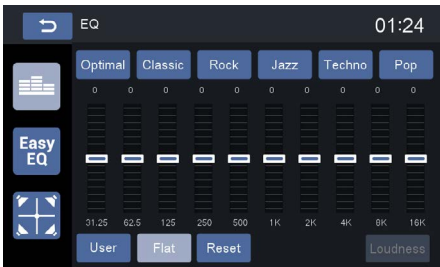 EQ 01:24
Optimal Classic Rock Jazz Techno Pop
0 0 0 0 0 0 0 0 0 0
Easy
EQ
31.25 62.5 125 250 500 1K 2K 4K 8K 16K
User Flat Reset Loudness